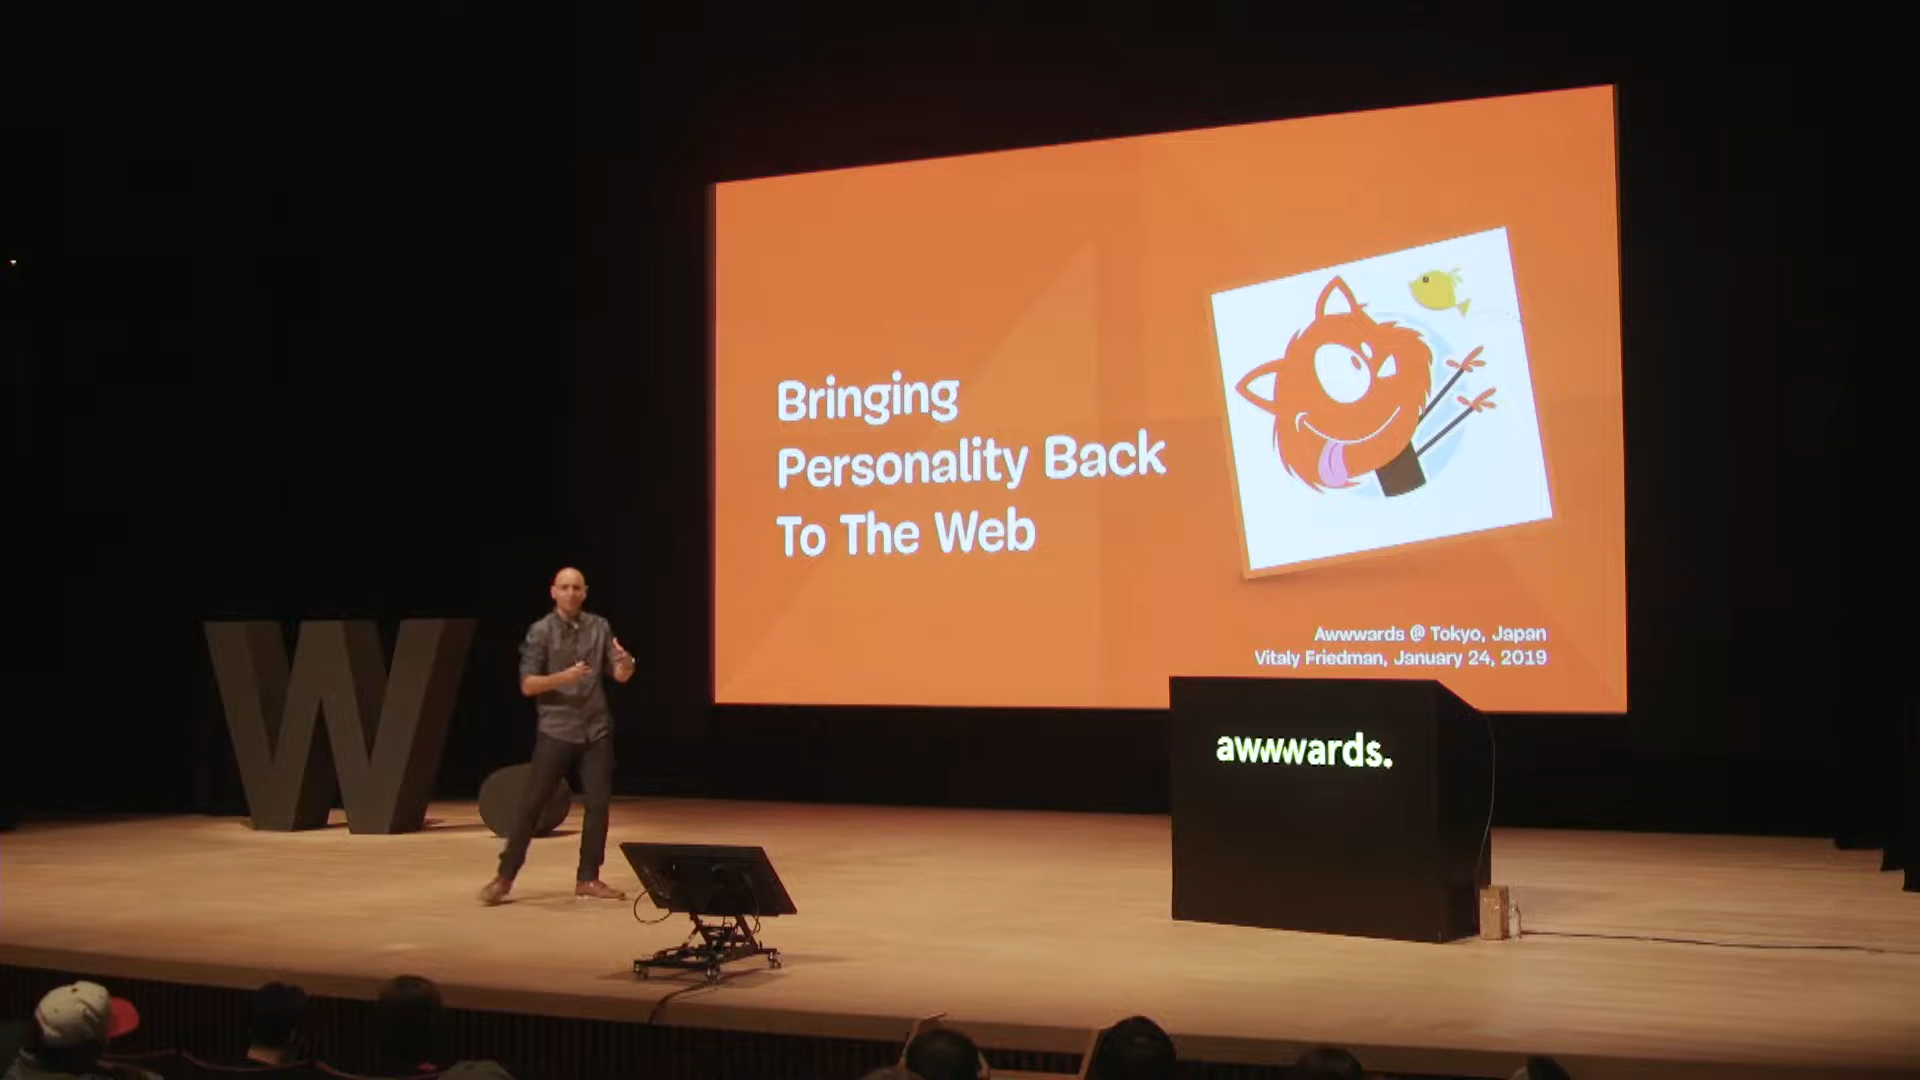 Bringing
Personality Back
To The Web
Awwwards @ Tokyo, Japan
Vitaly Friedman, January 24, 2019
W.
awwwards.